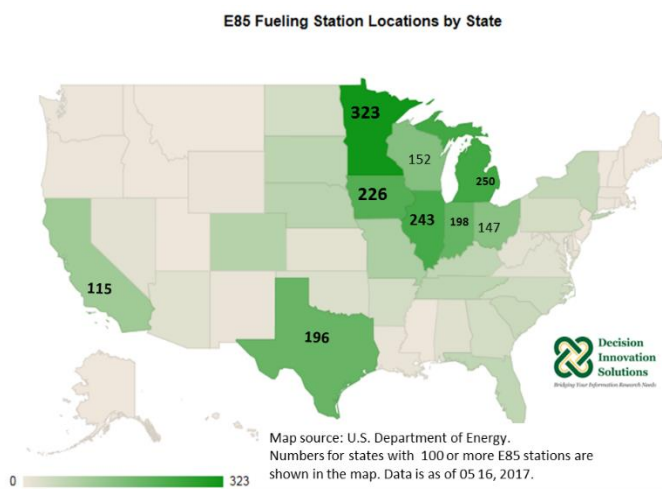 E85 Fueling Station Locations by State
323
152
250
226
243
198
147
115
196
Decision
Innovation
Solutions
Bridging Your Information Research Needs
Map source: U.S. Department of Energy.
Numbers for states with 100 or more E85 stations are
shown in the map. Data is as of 05 16, 2017.
0 323